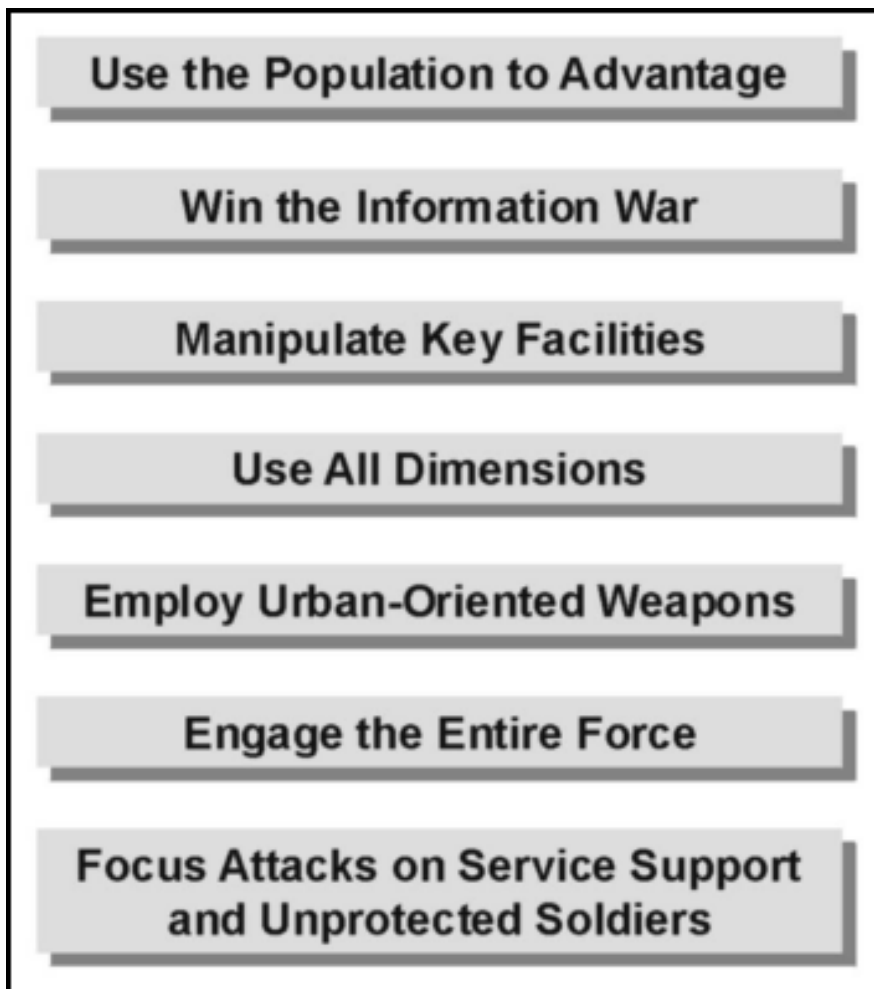 Use the Population to Advantage
Win the Information War
Manipulate Key Facilities
Use All Dimensions
Employ Urban-Oriented Weapons
Engage the Entire Force
Focus Attacks on Service Support
and Unprotected Soldiers